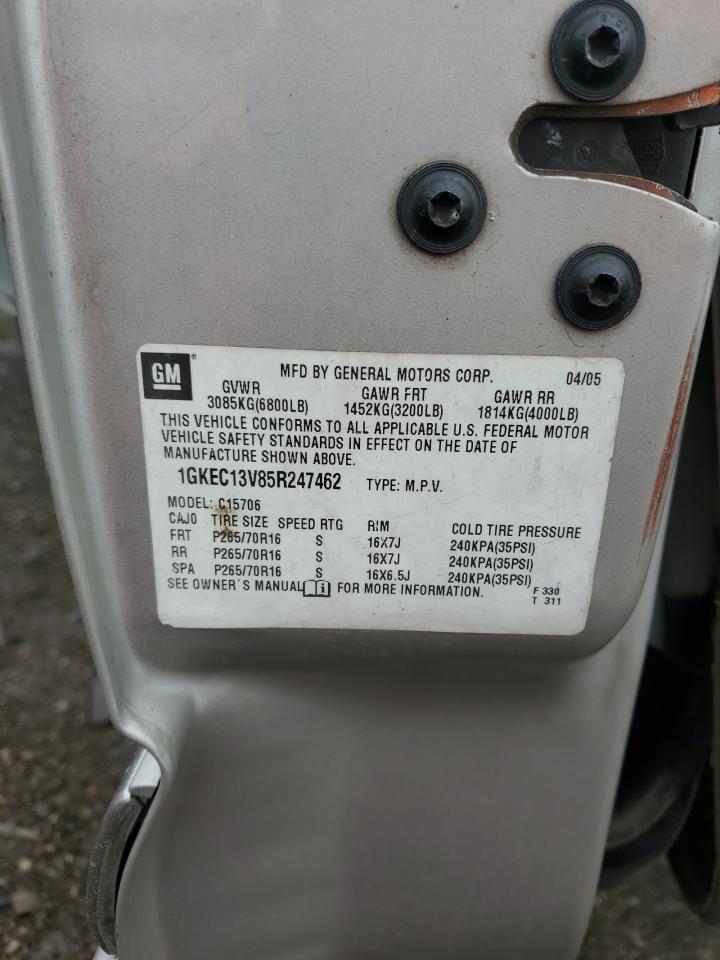 GM ® MFD BY GENERAL MOTORS CORP. 04/05
GVWR GAWR FRT GAWR RR
3085KG(6800LB) 1452KG(3200LB) 1814KG(4000LB)
THIS VEHICLE CONFORMS TO ALL APPLICABLE U.S. FEDERAL MOTOR
VEHICLE SAFETY STANDARDS IN EFFECT ON THE DATE OF
MANUFACTURE SHOWN ABOVE.
1GKEC13V85R247462 TYPE: M.P.V.
MODEL: C15706
CAJO TIRE SIZE SPEED RTG RIM COLD TIRE PRESSURE
FRT P265/70R16 S 16X7J 240KPA(35PSI)
RR P265/70R16 S 16X7J 240KPA(35PSI)
SPA P265/70R16 S 16X6.5J 240KPA(35PSI)
SEE OWNER'S MANUAL i FOR MORE INFORMATION. F 330
T 311